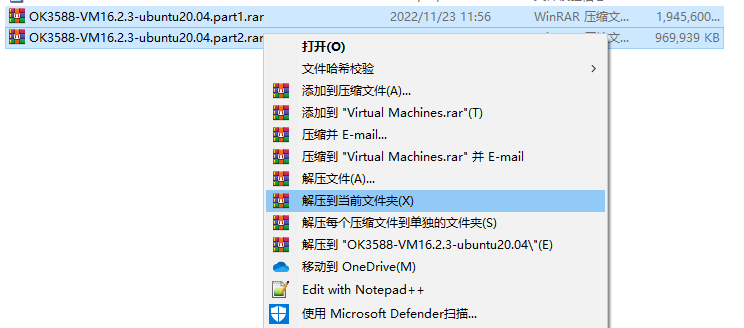 OK3588-VM16.2.3-ubuntu20.04.part1.rar 2022/11/23 11:56 WinRAR 压缩文... 1,945,600...
OK3588-VM16.2.3-ubuntu20.04.part2.rar 969,939 KB
打开(O)
文件哈希校验
添加到压缩文件(A)...
添加到 "Virtual Machines.rar"(T)
压缩并 E-mail...
压缩到 "Virtual Machines.rar" 并 E-mail
解压文件(A)...
解压到当前文件夹(X)
解压每个压缩文件到单独的文件夹(S)
解压到 "OK3588-VM16.2.3-ubuntu20.04\"(E)
移动到 OneDrive(M)
Edit with Notepad++
使用 Microsoft Defender扫描...